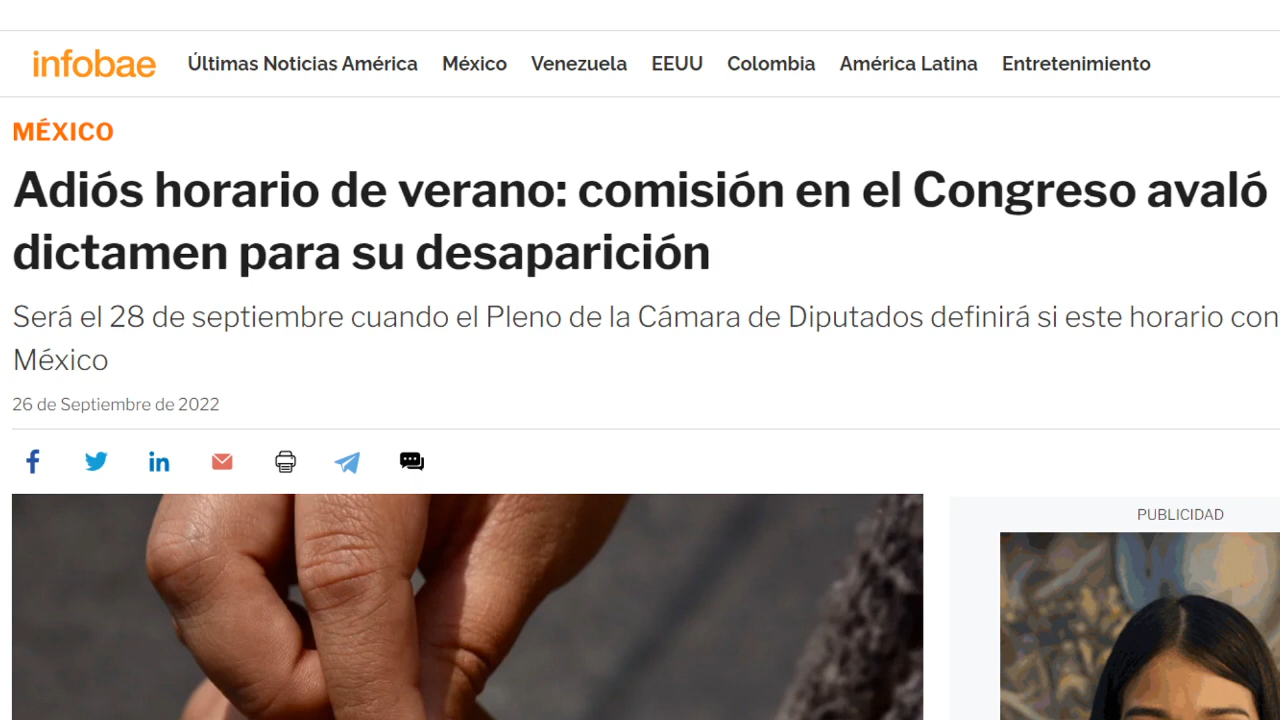 infobae
Últimas Noticias América México Venezuela EEUU Colombia América Latina Entretenimiento
MÉXICO
Adiós horario de verano: comisión en el Congreso avaló
dictamen para su desaparición
Será el 28 de septiembre cuando el Pleno de la Cámara de Diputados definirá si este horario con
México
26 de Septiembre de 2022
PUBLICIDAD